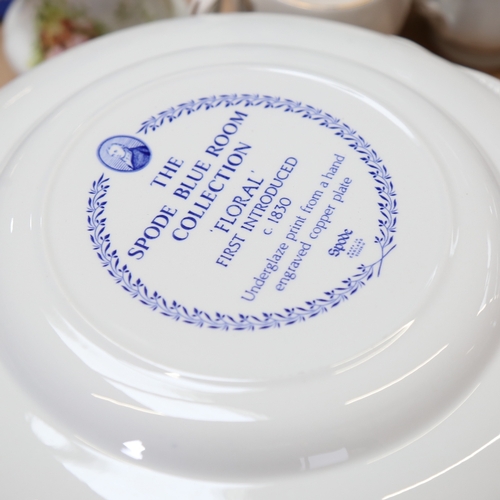 THE
SPODE BLUE ROOM
COLLECTION
'FLORAL'
FIRST INTRODUCED
c. 1830
Underglaze print from a hand
engraved copper plate
Spode